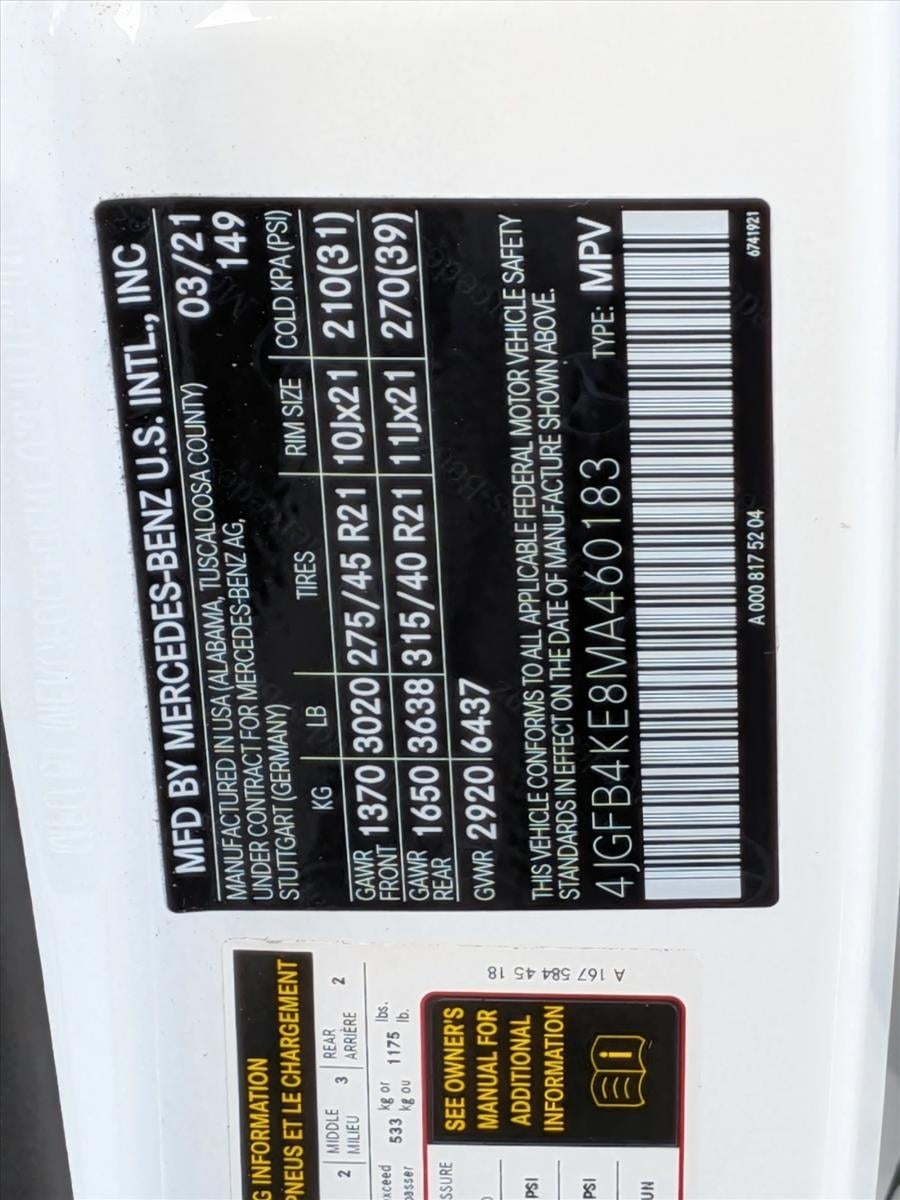 MFD BY MERCEDES-BENZ U.S. INTL., INC
MANUFACTURED IN USA (ALABAMA, TUSCALOOSA COUNTY) 03/21
UNDER CONTRACT FOR MERCEDES-BENZ AG, 149
STUTTGART (GERMANY)
KG LB TIRES RIM SIZE COLD KPA(PSI)
GAWR FRONT 1370 3020 275/45 R21 10Jx21 210(31)
GAWR REAR 1650 3638 315/40 R21 11Jx21 270(39)
GVWR 2920 6437
THIS VEHICLE CONFORMS TO ALL APPLICABLE FEDERAL MOTOR VEHICLE SAFETY
STANDARDS IN EFFECT ON THE DATE OF MANUFACTURE SHOWN ABOVE.
4JGFB4KE8MA460183 TYPE: MPV
A 000 817 52 04 6741921
G INFORMATION
PNEUS ET LE CHARGEMENT
2 MIDDLE MILIEU 3 REAR ARRIÈRE 2
xceed 533 kg or 1175 lbs.
passer kg ou lb.
A 167 584 45 18
SSURE
SEE OWNER'S
MANUAL FOR
ADDITIONAL
INFORMATION
i
PSI
PSI
UN